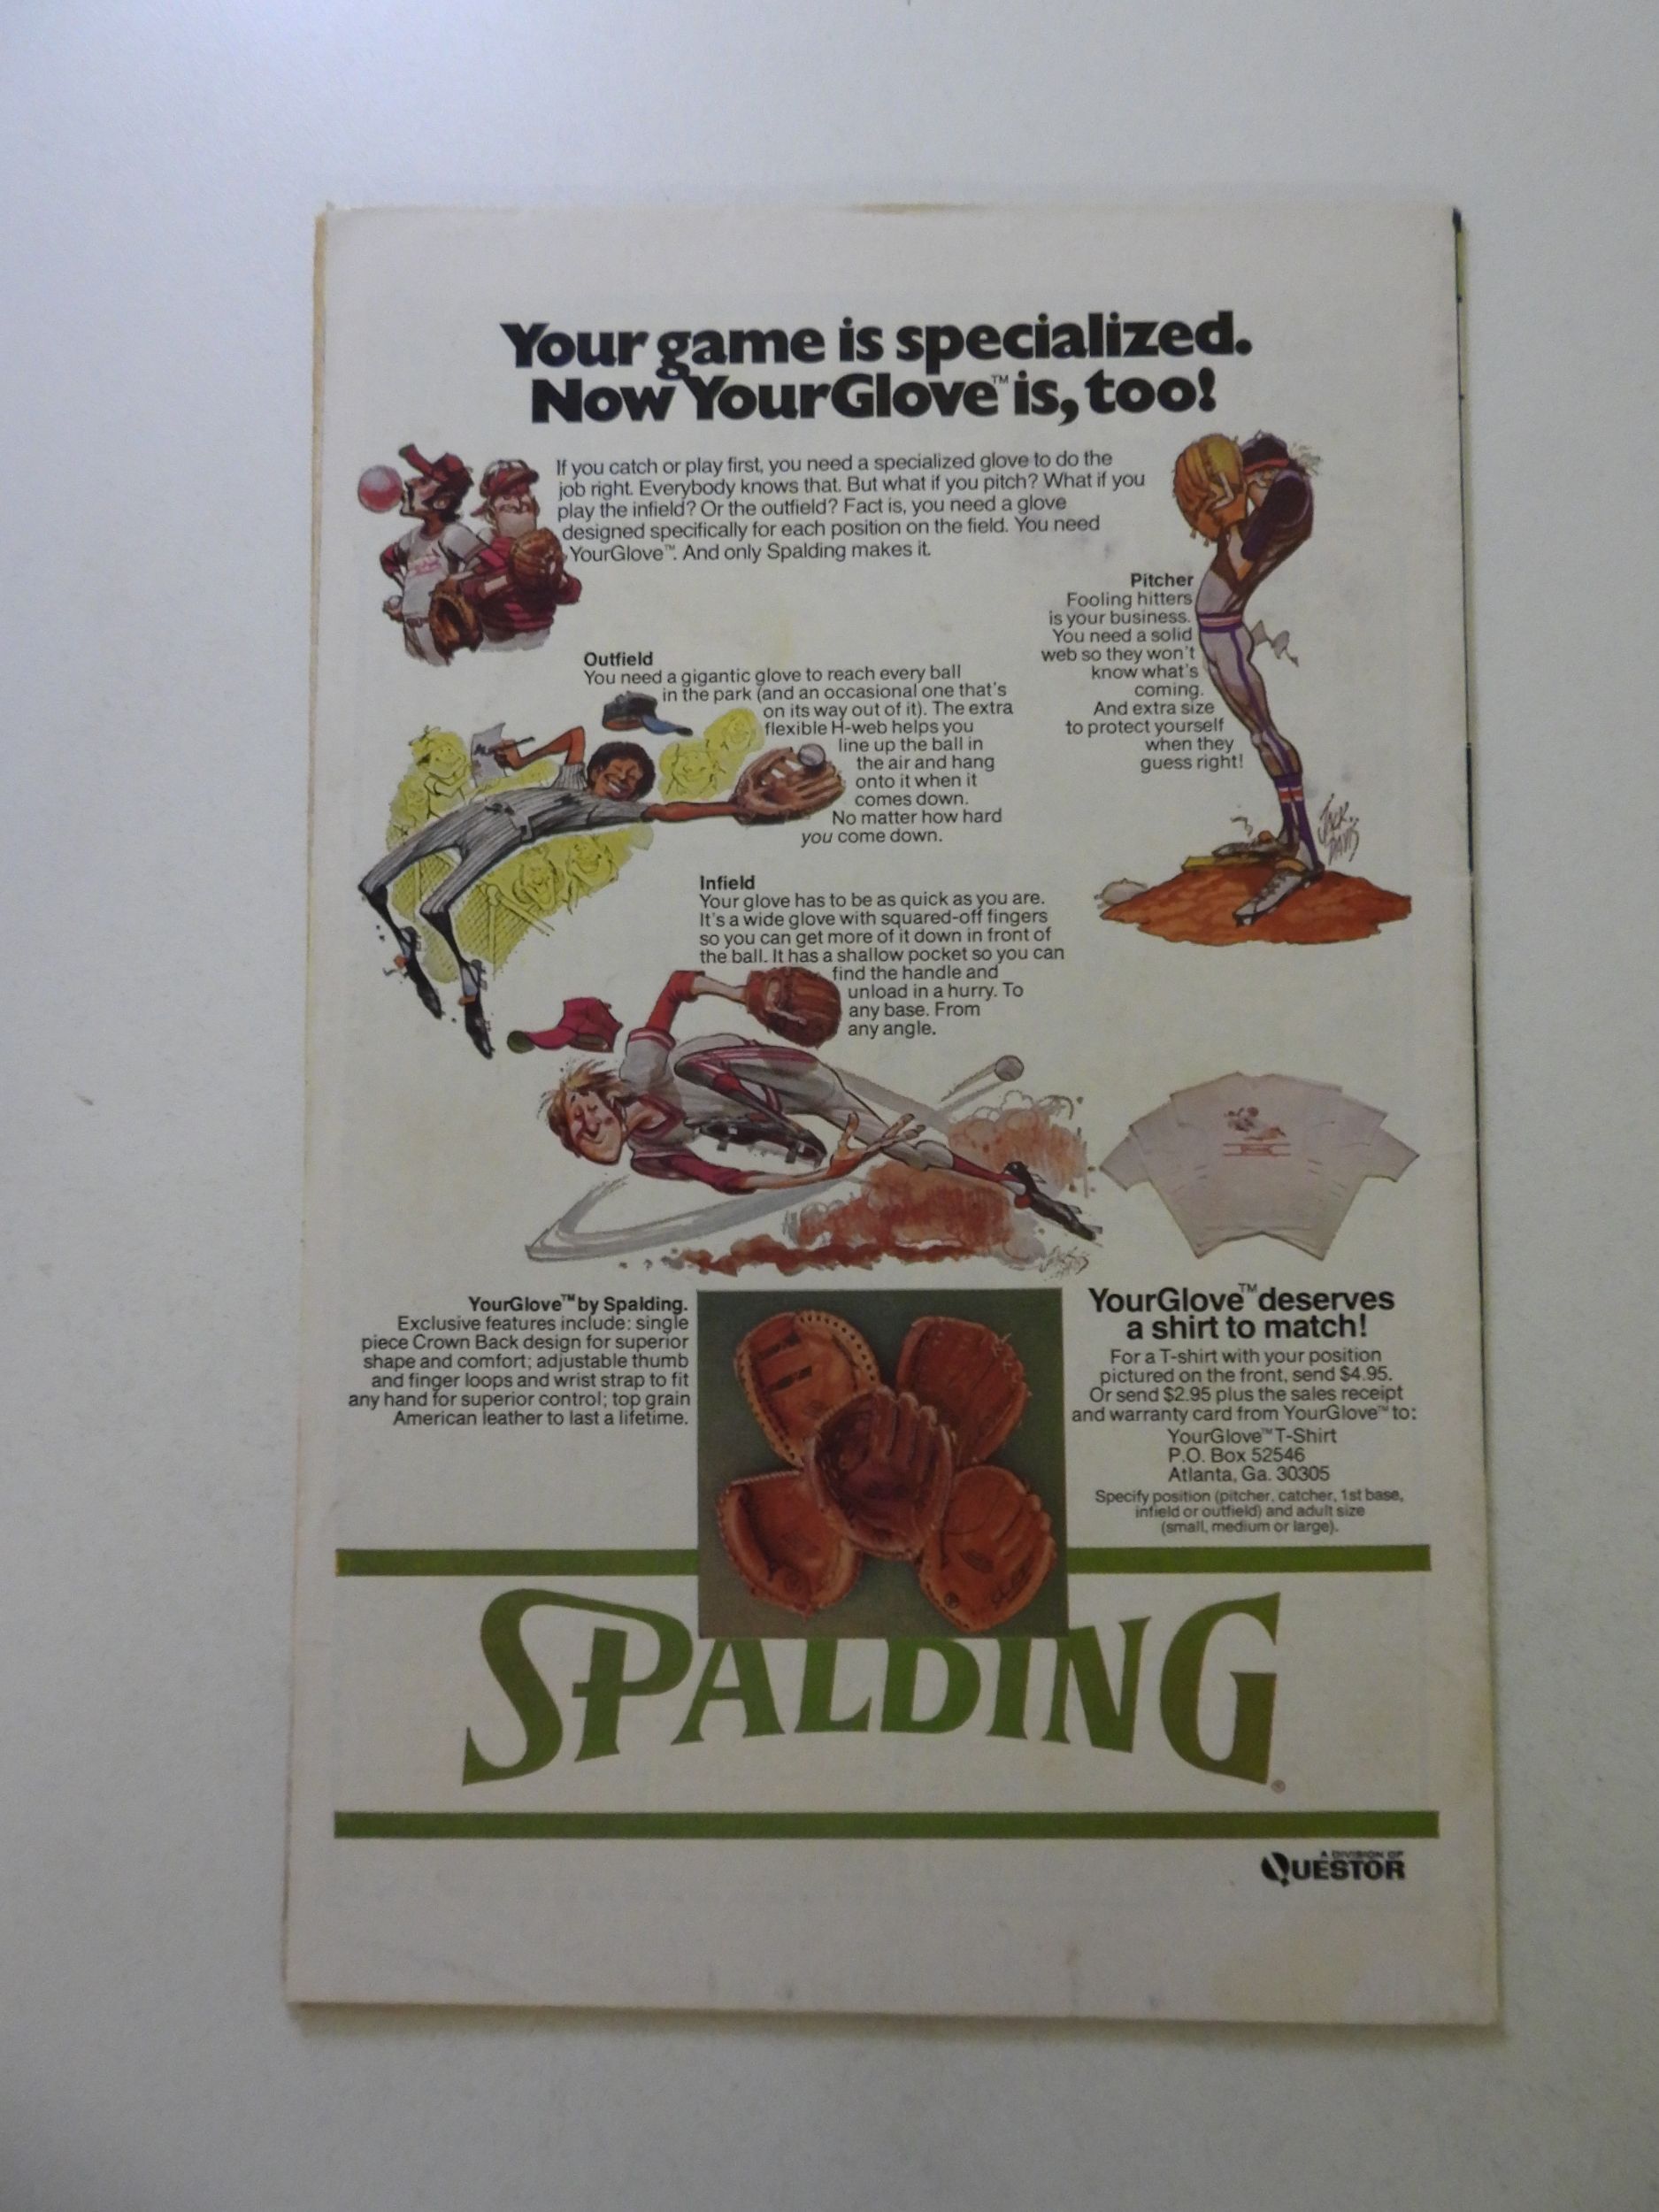 Your game is specialized.
Now YourGlove™ is, too!
If you catch or play first, you need a specialized glove to do the
job right. Everybody knows that. But what if you pitch? What if you
play the infield? Or the outfield? Fact is, you need a glove
designed specifically for each position on the field. You need
YourGlove™. And only Spalding makes it.
Pitcher
Fooling hitters
is your business.
You need a solid
web so they won't
know what's
coming.
And extra size
to protect yourself
when they
guess right!
JACK
DAVIS
Outfield
You need a gigantic glove to reach every ball
in the park (and an occasional one that's
on its way out of it). The extra
flexible H-web helps you
line up the ball in
the air and hang
onto it when it
comes down.
No matter how hard
you come down.
Infield
Your glove has to be as quick as you are.
It's a wide glove with squared-off fingers
so you can get more of it down in front of
the ball. It has a shallow pocket so you can
find the handle and
unload in a hurry. To
any base. From
any angle.
YourGlove™ by Spalding.
Exclusive features include: single
piece Crown Back design for superior
shape and comfort; adjustable thumb
and finger loops and wrist strap to fit
any hand for superior control; top grain
American leather to last a lifetime.
YourGlove™ deserves
a shirt to match!
For a T-shirt with your position
pictured on the front, send $4.95.
Or send $2.95 plus the sales receipt
and warranty card from YourGlove™ to:
YourGlove™ T-Shirt
P.O. Box 52546
Atlanta, Ga. 30305
Specify position (pitcher, catcher, 1st base,
infield or outfield) and adult size
(small, medium or large).
SPALDING®
A DIVISION OF
QUESTOR